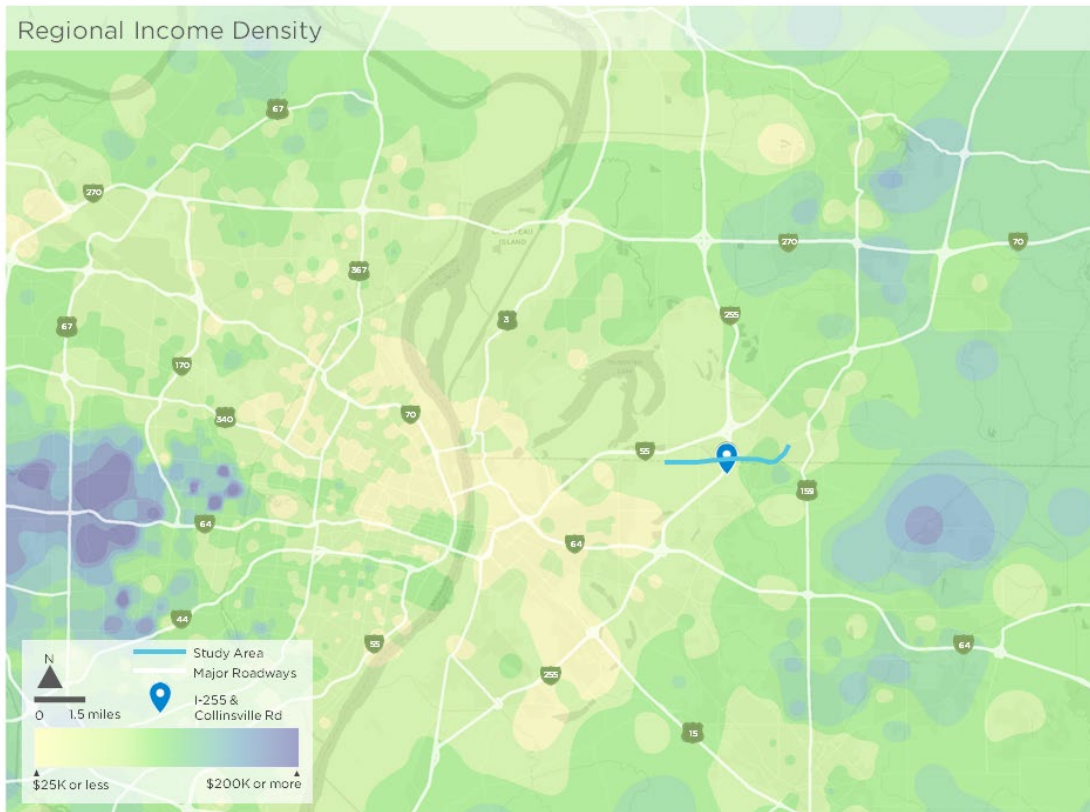 Regional Income Density
67
270
367
67
3
255
270
70
170
340
70
55
159
64
64
44
55
255
64
15
ISLAND
N
0 1.5 miles
Study Area
Major Roadways
I-255 &
Collinsville Rd
$25K or less
$200K or more